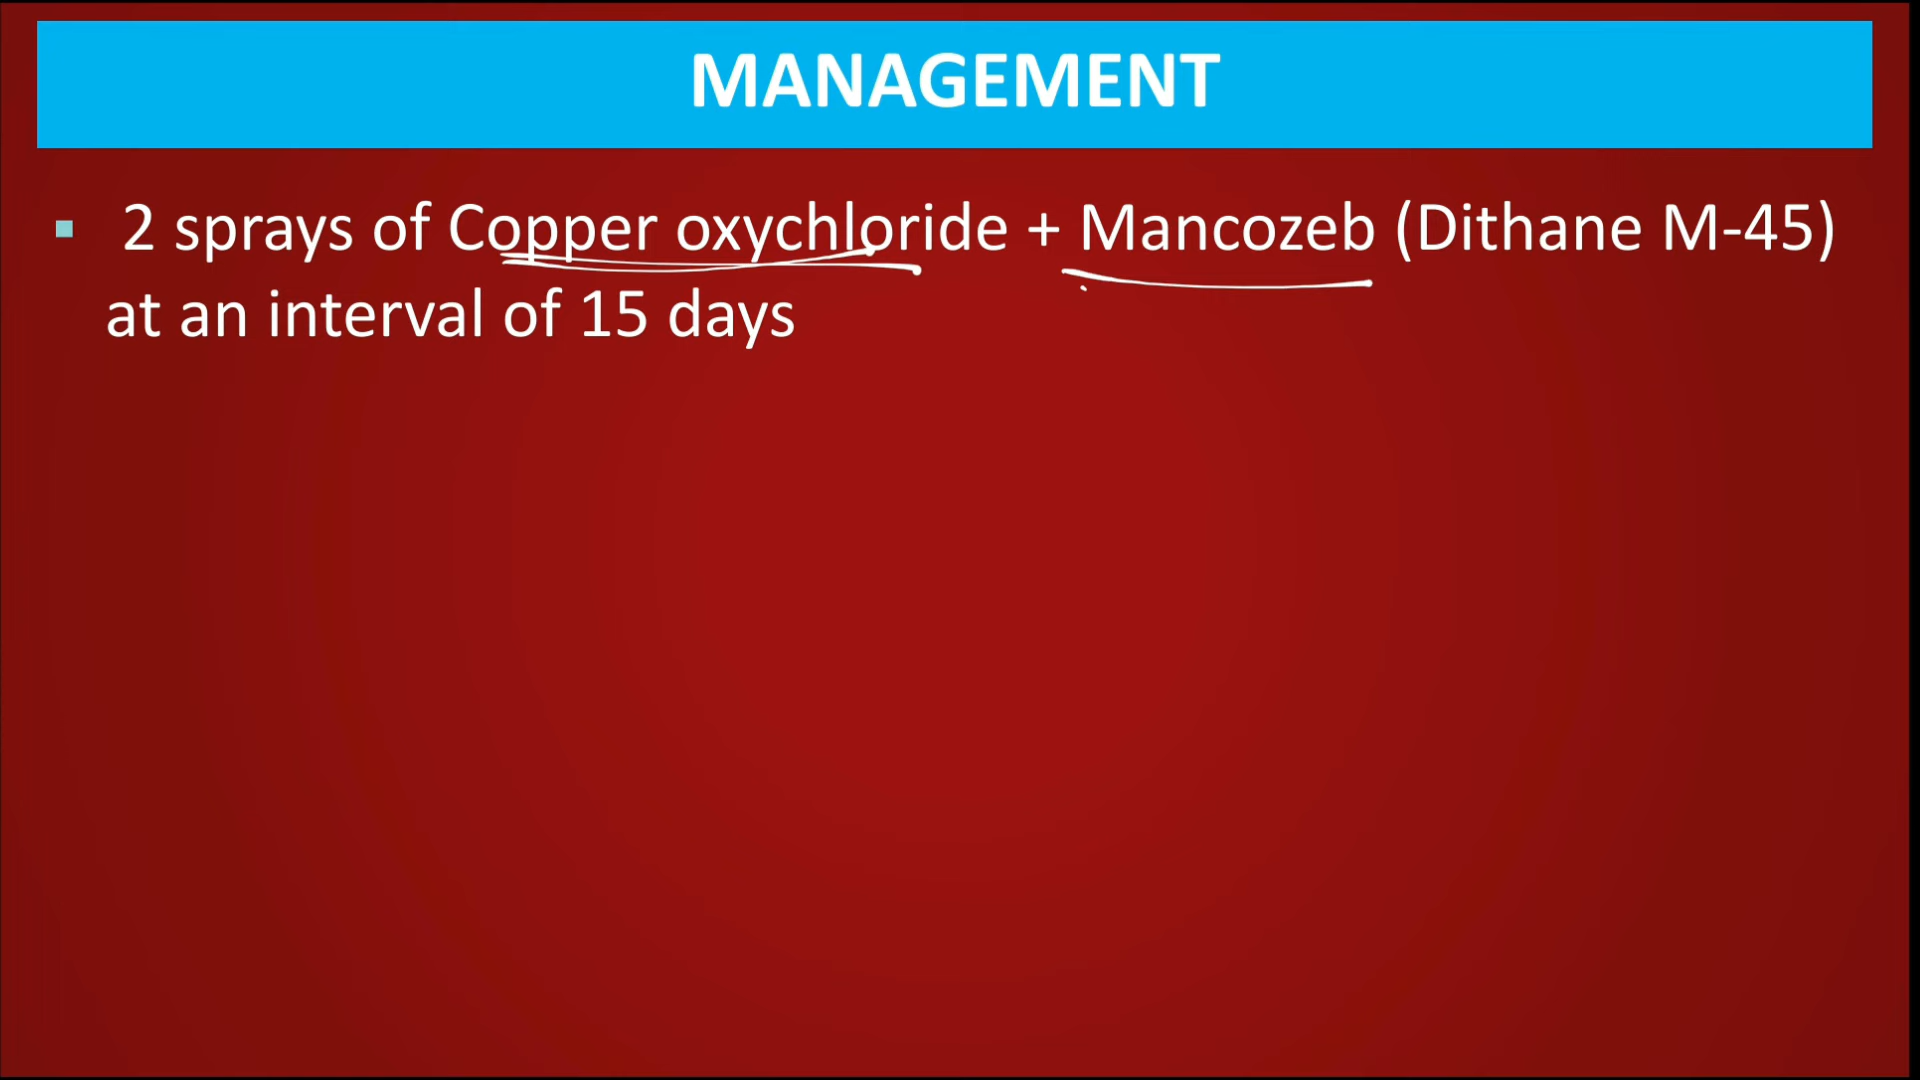 MANAGEMENT
2 sprays of Copper oxychloride + Mancozeb (Dithane M-45)
at an interval of 15 days